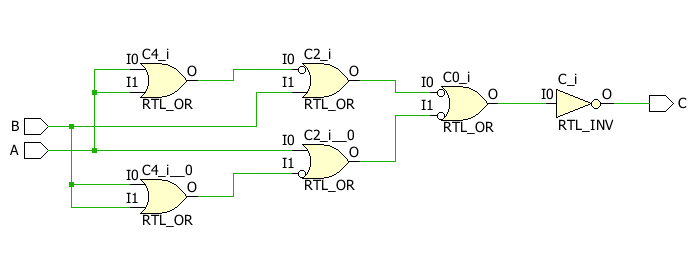 C4_i
I0
I1
O
RTL_OR
C2_i
I0
I1
O
RTL_OR
C0_i
I0
I1
O
RTL_OR
C_i
I0
O
RTL_INV
C
B
A
C2_i__0
I0
I1
O
RTL_OR
C4_i__0
I0
I1
O
RTL_OR